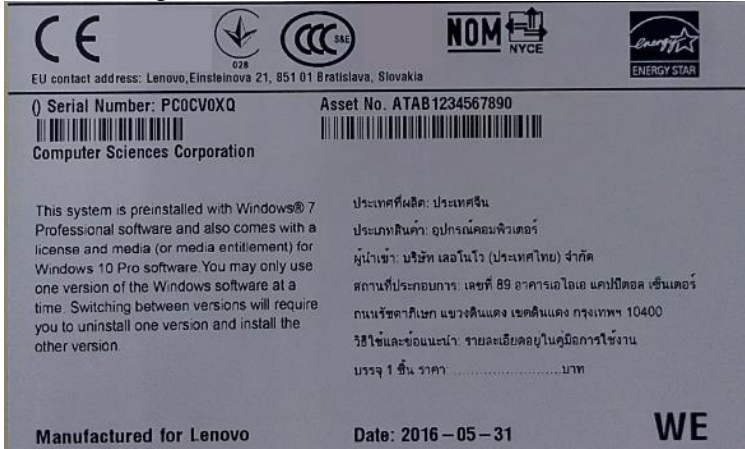 CE
028
CCC S&E
NOM
NYCE
energy
ENERGY STAR
EU contact address: Lenovo,Einsteinova 21, 851 01 Bratislava, Slovakia
() Serial Number: PC0CV0XQ
Asset No. ATAB1234567890
Computer Sciences Corporation
This system is preinstalled with Windows® 7
Professional software and also comes with a
license and media (or media entitlement) for
Windows 10 Pro software.You may only use
one version of the Windows software at a
time. Switching between versions will require
you to uninstall one version and install the
other version.
ประเทศที่ผลิต: ประเทศจีน
ประเภทสินค้า: อุปกรณ์คอมพิวเตอร์
ผู้นำเข้า: บริษัท เลอโนโว (ประเทศไทย) จำกัด
สถานที่ประกอบการ: เลขที่ 89 อาคารเอไอเอ แคปปิตอล เซ็นเตอร์
ถนนรัชดาภิเษก แขวงดินแดง เขตดินแดง กรุงเทพฯ 10400
วิธีใช้และข้อแนะนำ: รายละเอียดอยู่ในคู่มือการใช้งาน
บรรจุ 1 ชิ้น ราคา:..........................บาท
Manufactured for Lenovo
Date: 2016-05-31
WE